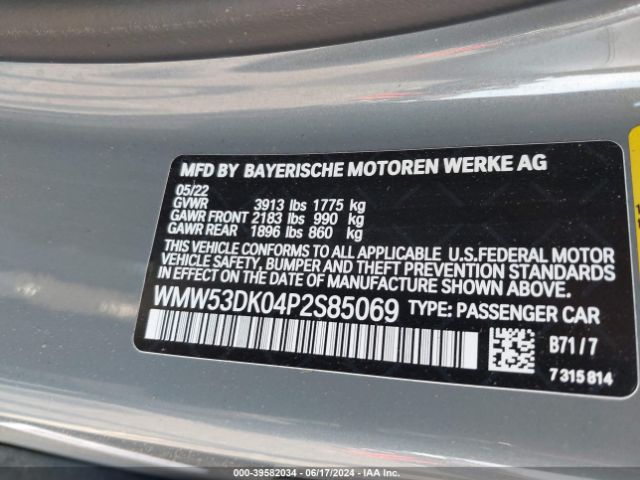 MFD BY BAYERISCHE MOTOREN WERKE AG
05/22
GVWR 3913 lbs 1775 kg
GAWR FRONT 2183 lbs 990 kg
GAWR REAR 1896 lbs 860 kg
THIS VEHICLE CONFORMS TO ALL APPLICABLE U.S.FEDERAL MOTOR
VEHICLE SAFETY, BUMPER AND THEFT PREVENTION STANDARDS
IN EFFECT ON THE DATE OF MANUFACTURE SHOWN ABOVE.
WMW53DK04P2S85069 TYPE: PASSENGER CAR
B71/7
7315814
000-39582034 - 06/17/2024 - IAA Inc.